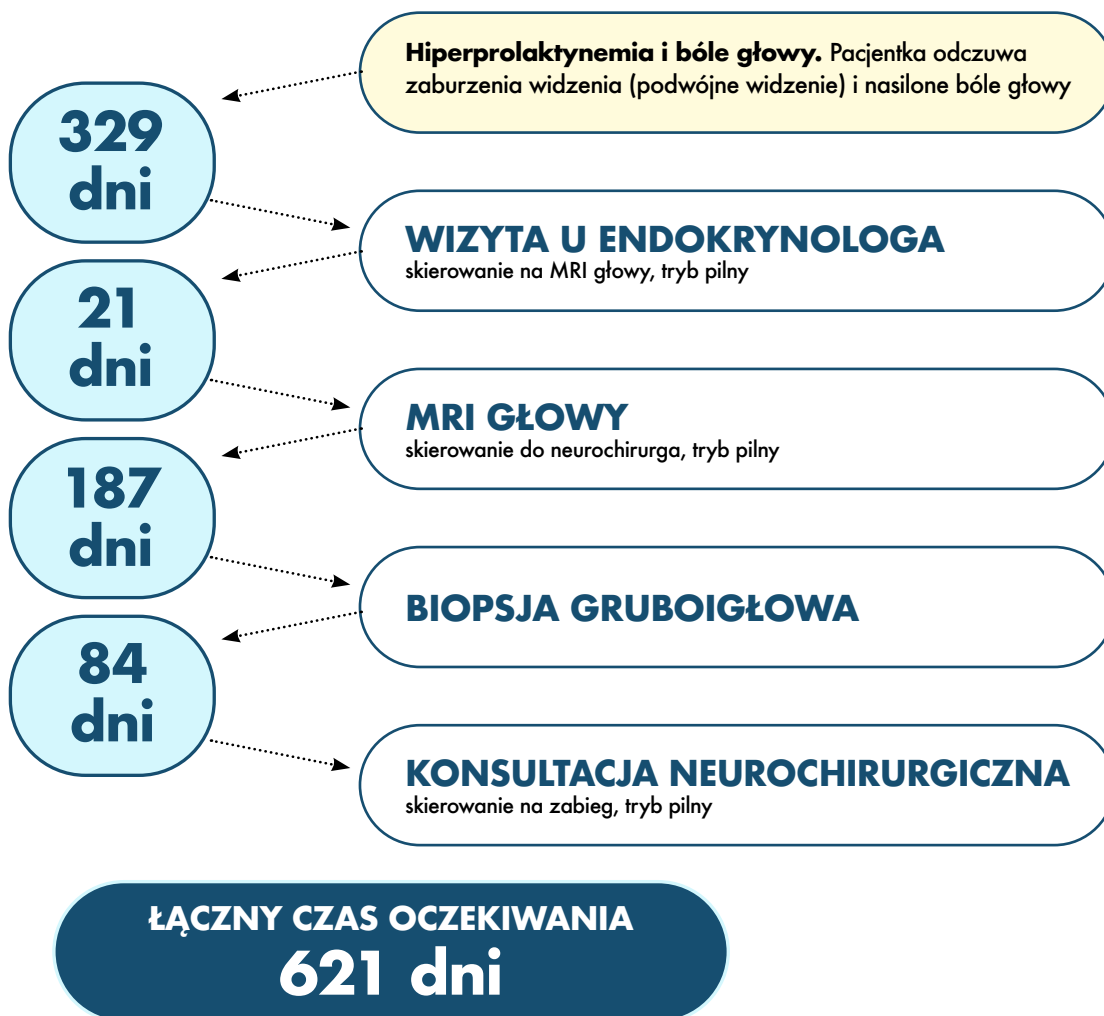 Hiperprolaktynemia i bóle głowy. Pacjentka odczuwa
zaburzenia widzenia (podwójne widzenie) i nasilone bóle głowy
329
dni
WIZYTA U ENDOKRYNOLOGA
skierowanie na MRI głowy, tryb pilny
21
dni
MRI GŁOWY
skierowanie do neurochirurga, tryb pilny
187
dni
BIOPSJA GRUBOIGŁOWA
84
dni
KONSULTACJA NEUROCHIRURGICZNA
skierowanie na zabieg, tryb pilny
ŁĄCZNY CZAS OCZEKIWANIA
621 dni